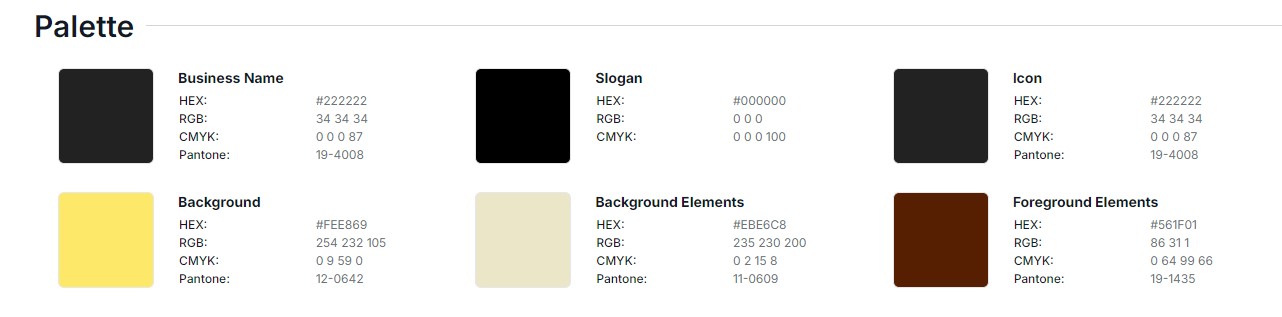 Palette
Business Name
HEX: #222222
RGB: 34 34 34
CMYK: 0 0 0 87
Pantone: 19-4008
Slogan
HEX: #000000
RGB: 0 0 0
CMYK: 0 0 0 100
Icon
HEX: #222222
RGB: 34 34 34
CMYK: 0 0 0 87
Pantone: 19-4008
Background
HEX: #FEE869
RGB: 254 232 105
CMYK: 0 9 59 0
Pantone: 12-0642
Background Elements
HEX: #EBE6C8
RGB: 235 230 200
CMYK: 0 2 15 8
Pantone: 11-0609
Foreground Elements
HEX: #561F01
RGB: 86 31 1
CMYK: 0 64 99 66
Pantone: 19-1435